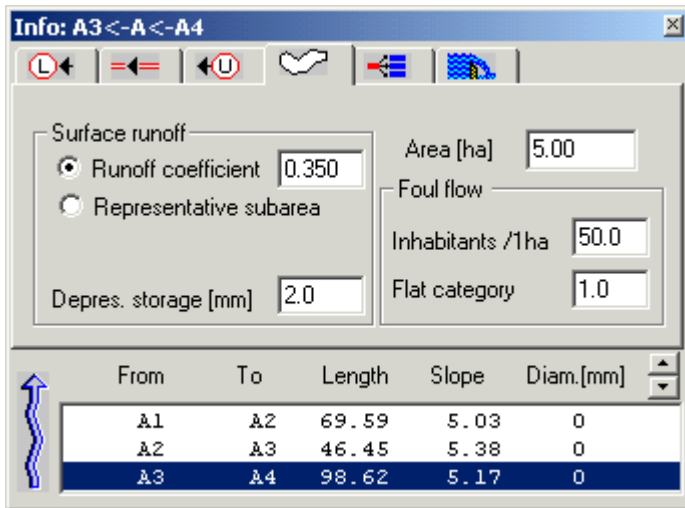 Info: A3<-A<-A4
L U
Surface runoff
Runoff coefficient 0.350
Representative subarea
Depres. storage [mm] 2.0
Area [ha] 5.00
Foul flow
Inhabitants /1ha 50.0
Flat category 1.0
From To Length Slope Diam.[mm]
A1 A2 69.59 5.03 0
A2 A3 46.45 5.38 0
A3 A4 98.62 5.17 0